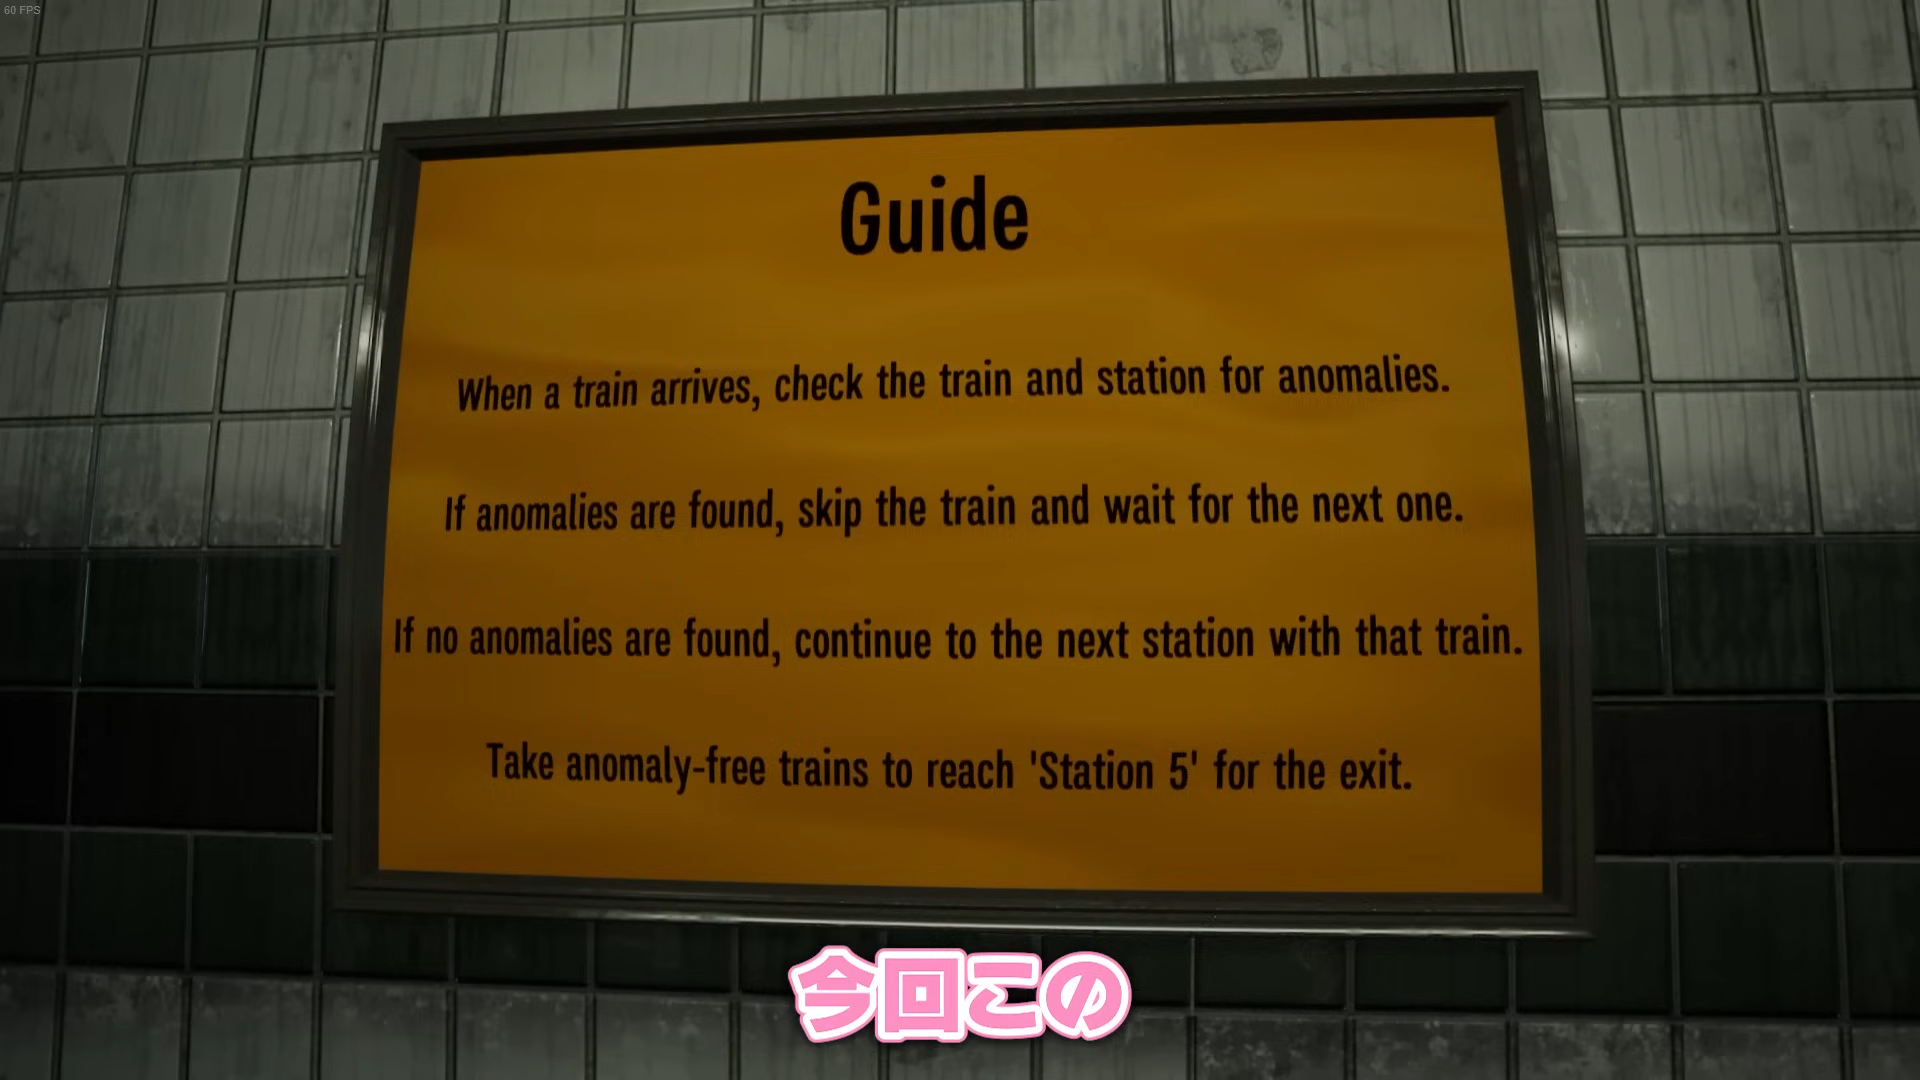 60 FPS
Guide
When a train arrives, check the train and station for anomalies.
If anomalies are found, skip the train and wait for the next one.
If no anomalies are found, continue to the next station with that train.
Take anomaly-free trains to reach 'Station 5' for the exit.
今回この